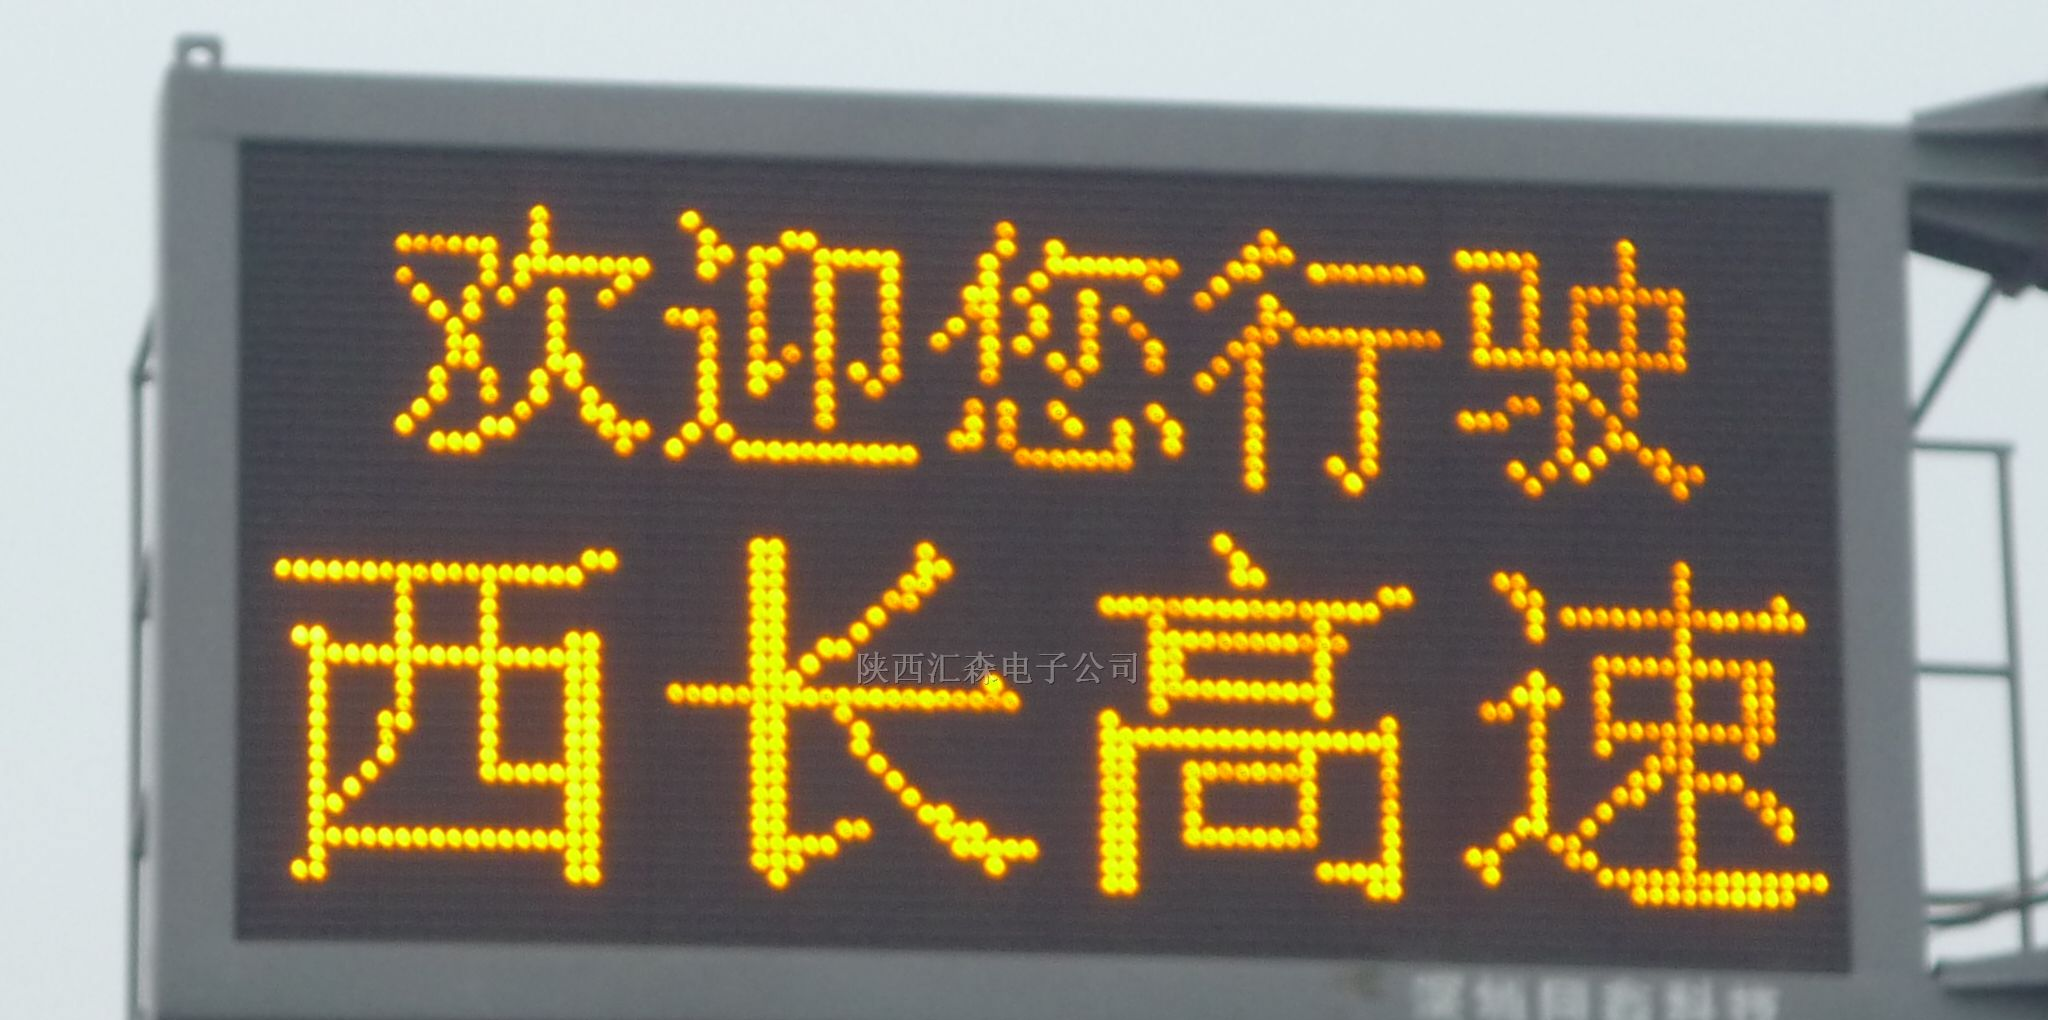 欢迎您行驶
西长高速
陕西汇森电子公司